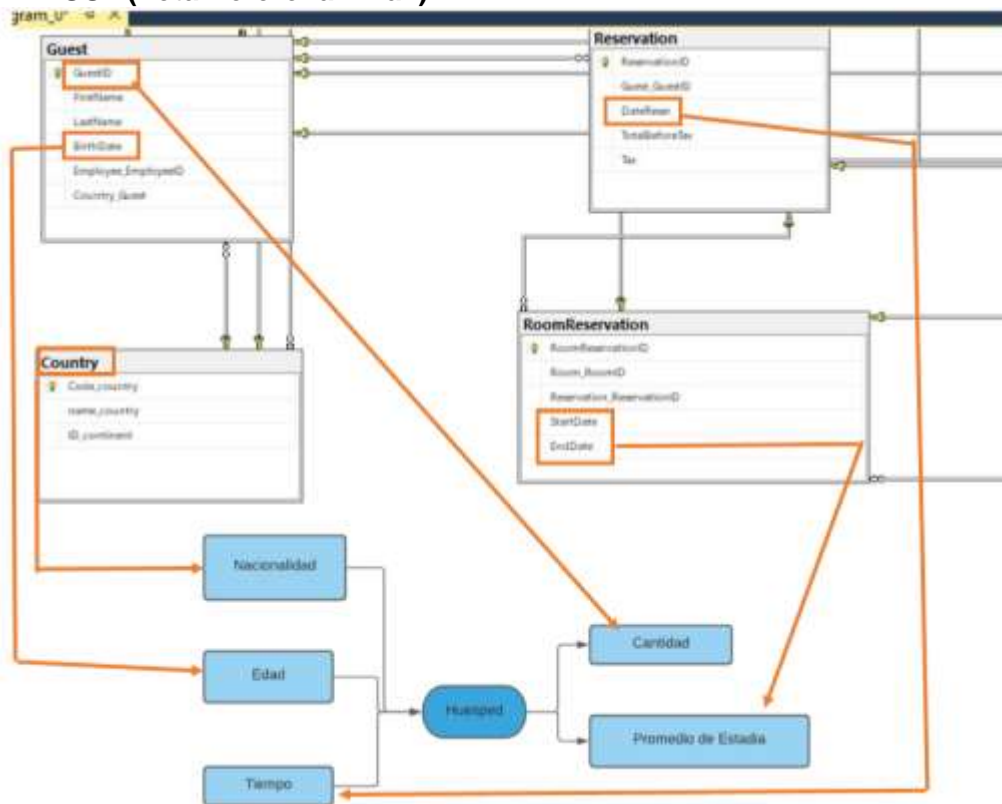 Guest
GuestID
FirstName
LastName
BirthDate
Employee_EmployeeID
Country_Guest
Reservation
ReservationID
Guest_GuestID
DateReser
TotalBeforeTax
Tax
RoomReservation
RoomReservationID
Room_RoomID
Reservation_ReservationID
StartDate
EndDate
Country
Code_country
name_country
ID_continent
Nacionalidad
Cantidad
Edad
Huesped
Promedio de Estadia
Tiempo